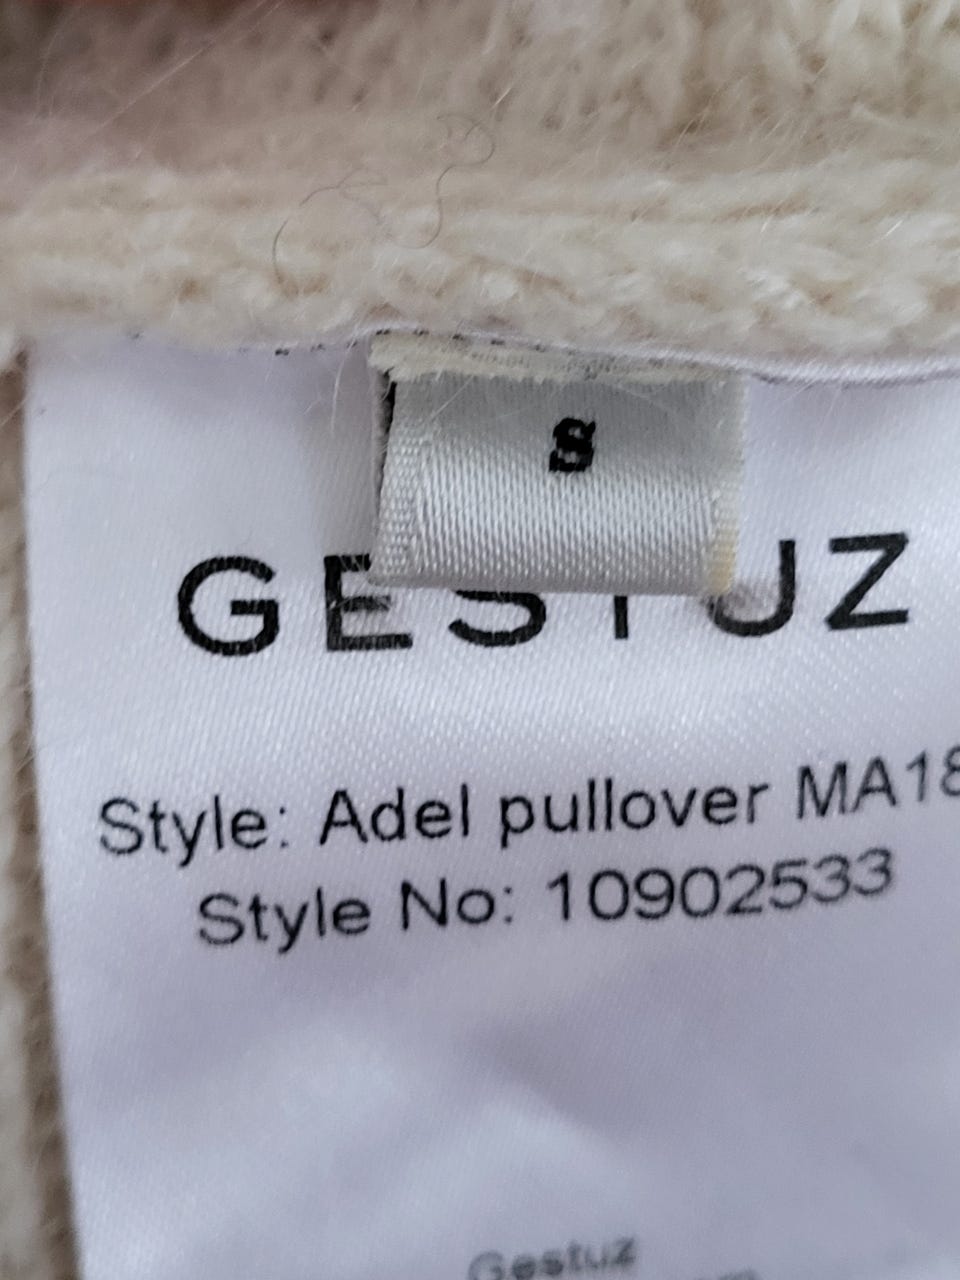 S
GESTUZ
Style: Adel pullover MA18
Style No: 10902533
Gestuz